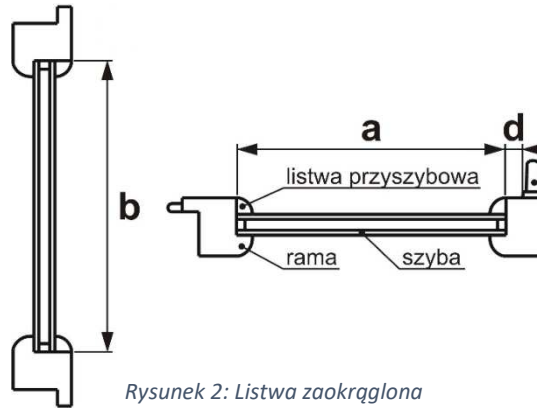 a
d
listwa przyszybowa
b
rama
szyba
Rysunek 2: Listwa zaokrąglona